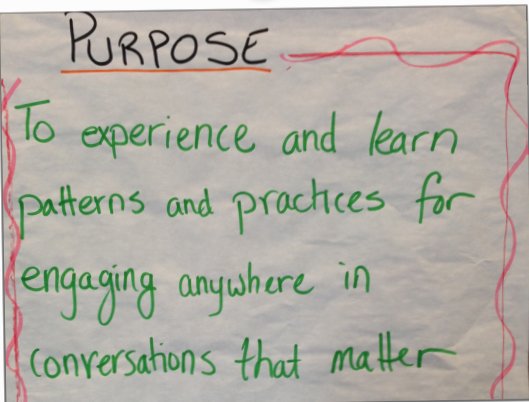 PURPOSE
To experience and learn
patterns and practices for
engaging anywhere in
conversations that matter